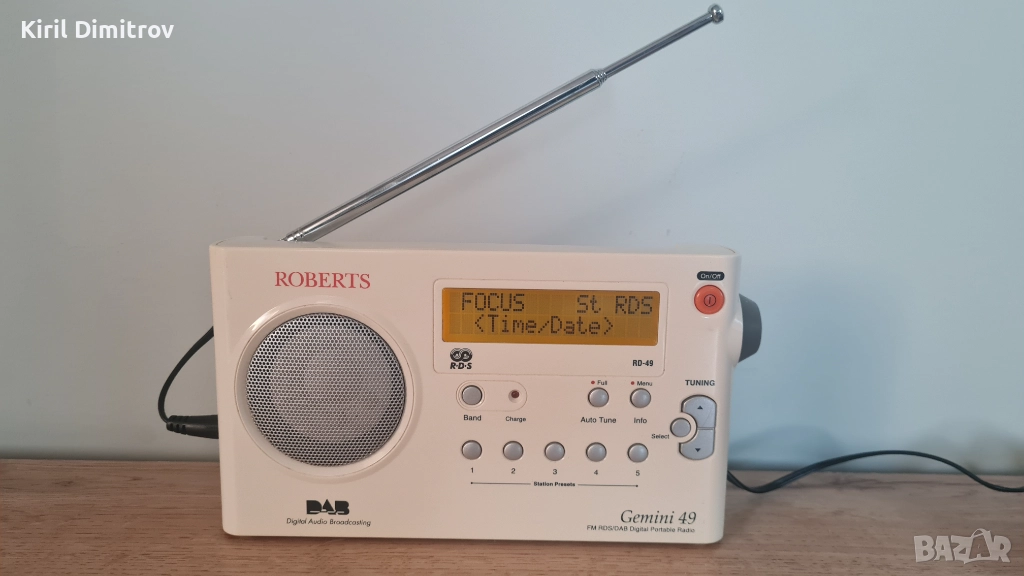 Kiril Dimitrov
ROBERTS
On/Off
FOCUS St RDS
<Time/Date>
R·D·S
RD-49
Full
Menu
TUNING
Band
Charge
Auto Tune
Info
Select
1 2 3 4 5
Station Presets
DAB
Digital Audio Broadcasting
Gemini 49
FM RDS/DAB Digital Portable Radio
BAZAR